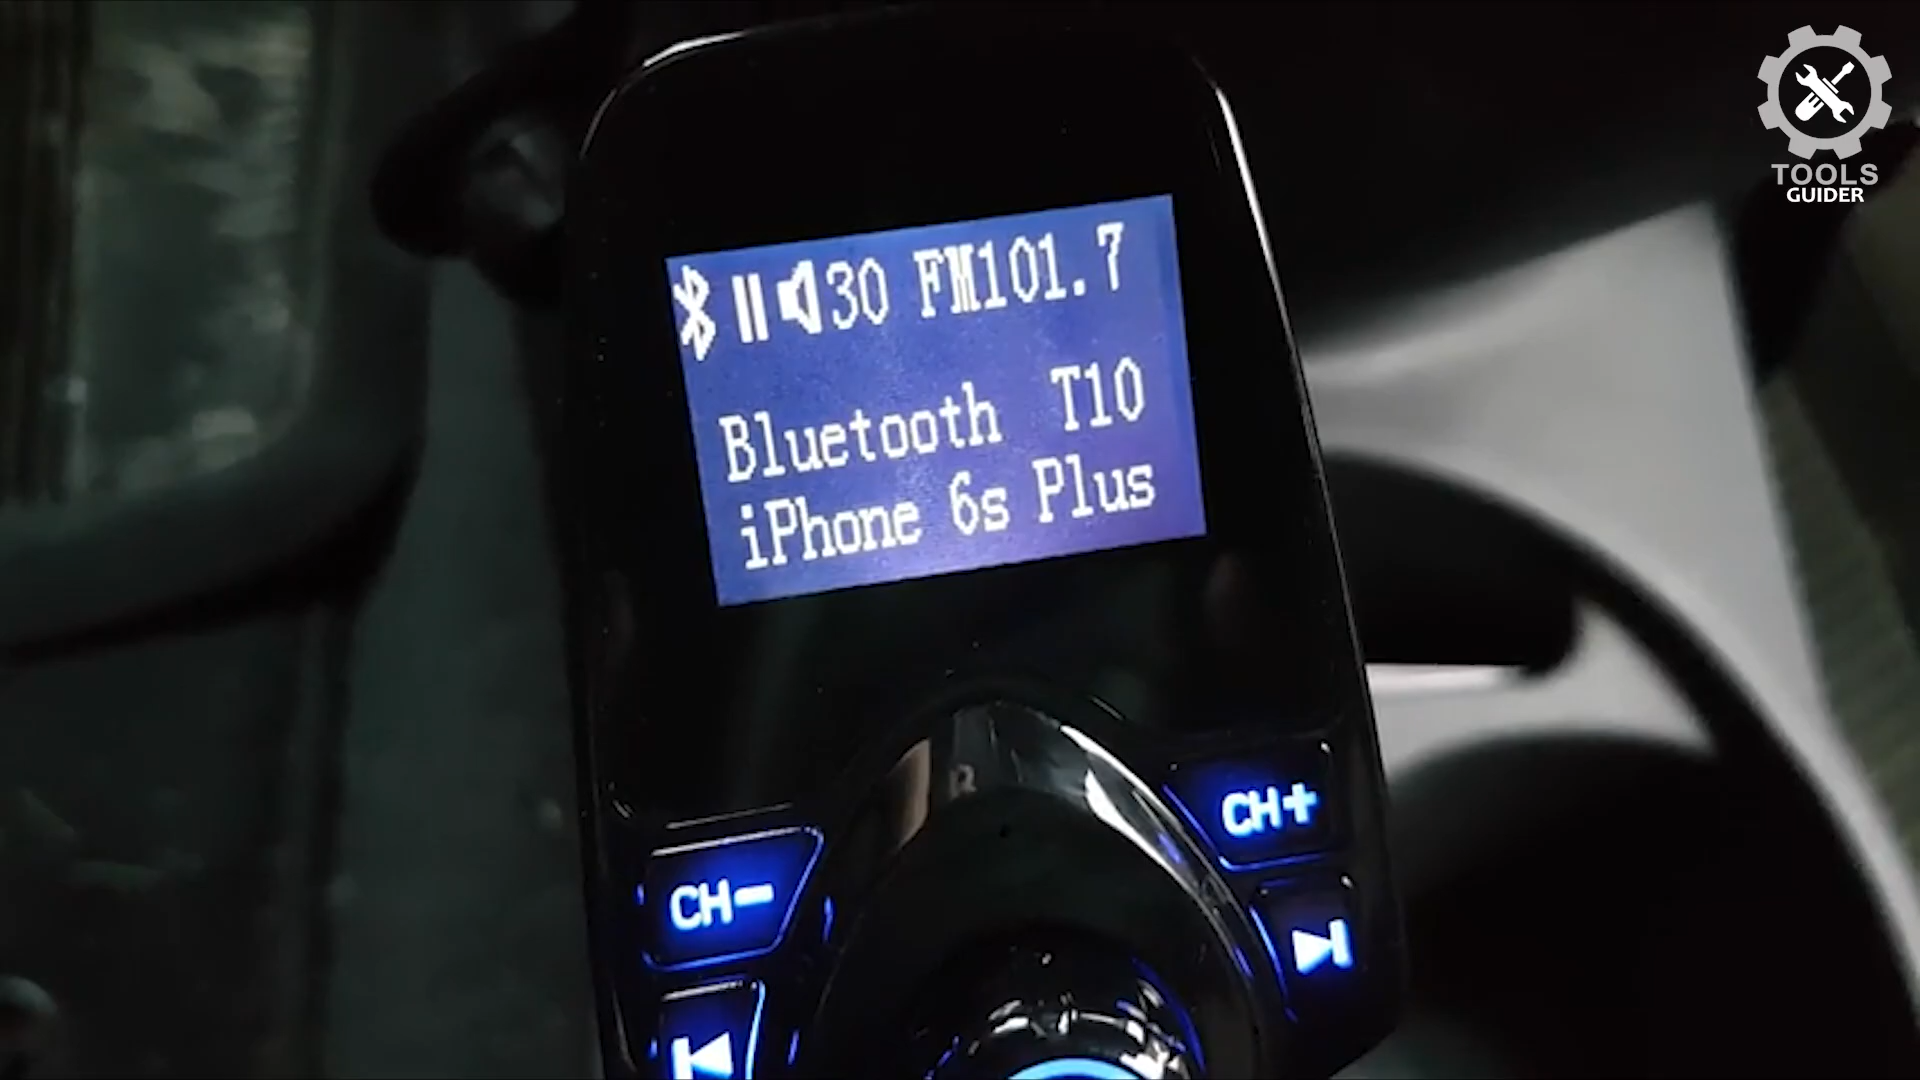 30 FM101.7
Bluetooth T10
iPhone 6s Plus
CH+
CH-
TOOLS
GUIDER